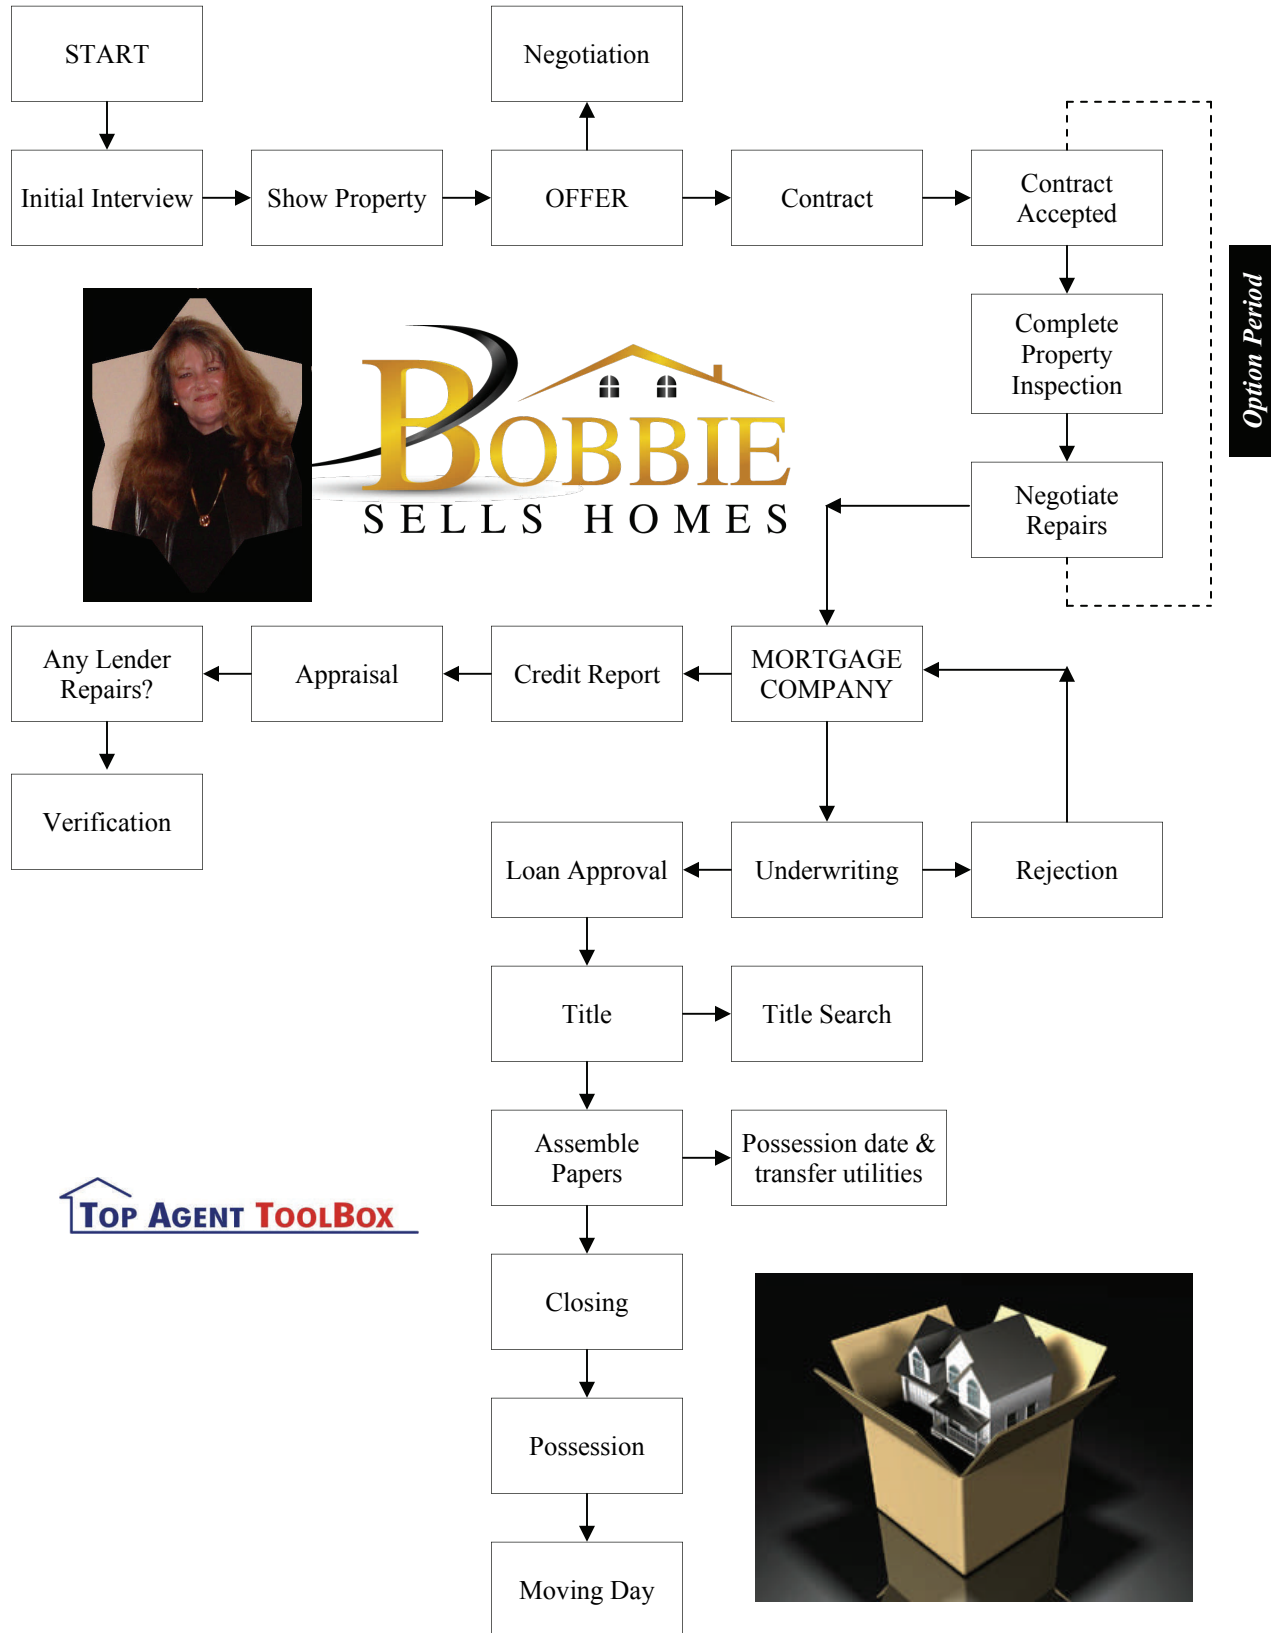 START
Negotiation
Initial Interview
Show Property
OFFER
Contract
Contract
Accepted
Option Period
Complete
Property
Inspection
BOBBIE
SELLS HOMES
Negotiate
Repairs
Any Lender
Repairs?
Appraisal
Credit Report
MORTGAGE
COMPANY
Verification
Loan Approval
Underwriting
Rejection
Title
Title Search
Assemble
Papers
Possession date &
transfer utilities
TOP AGENT TOOLBOX
Closing
Possession
Moving Day